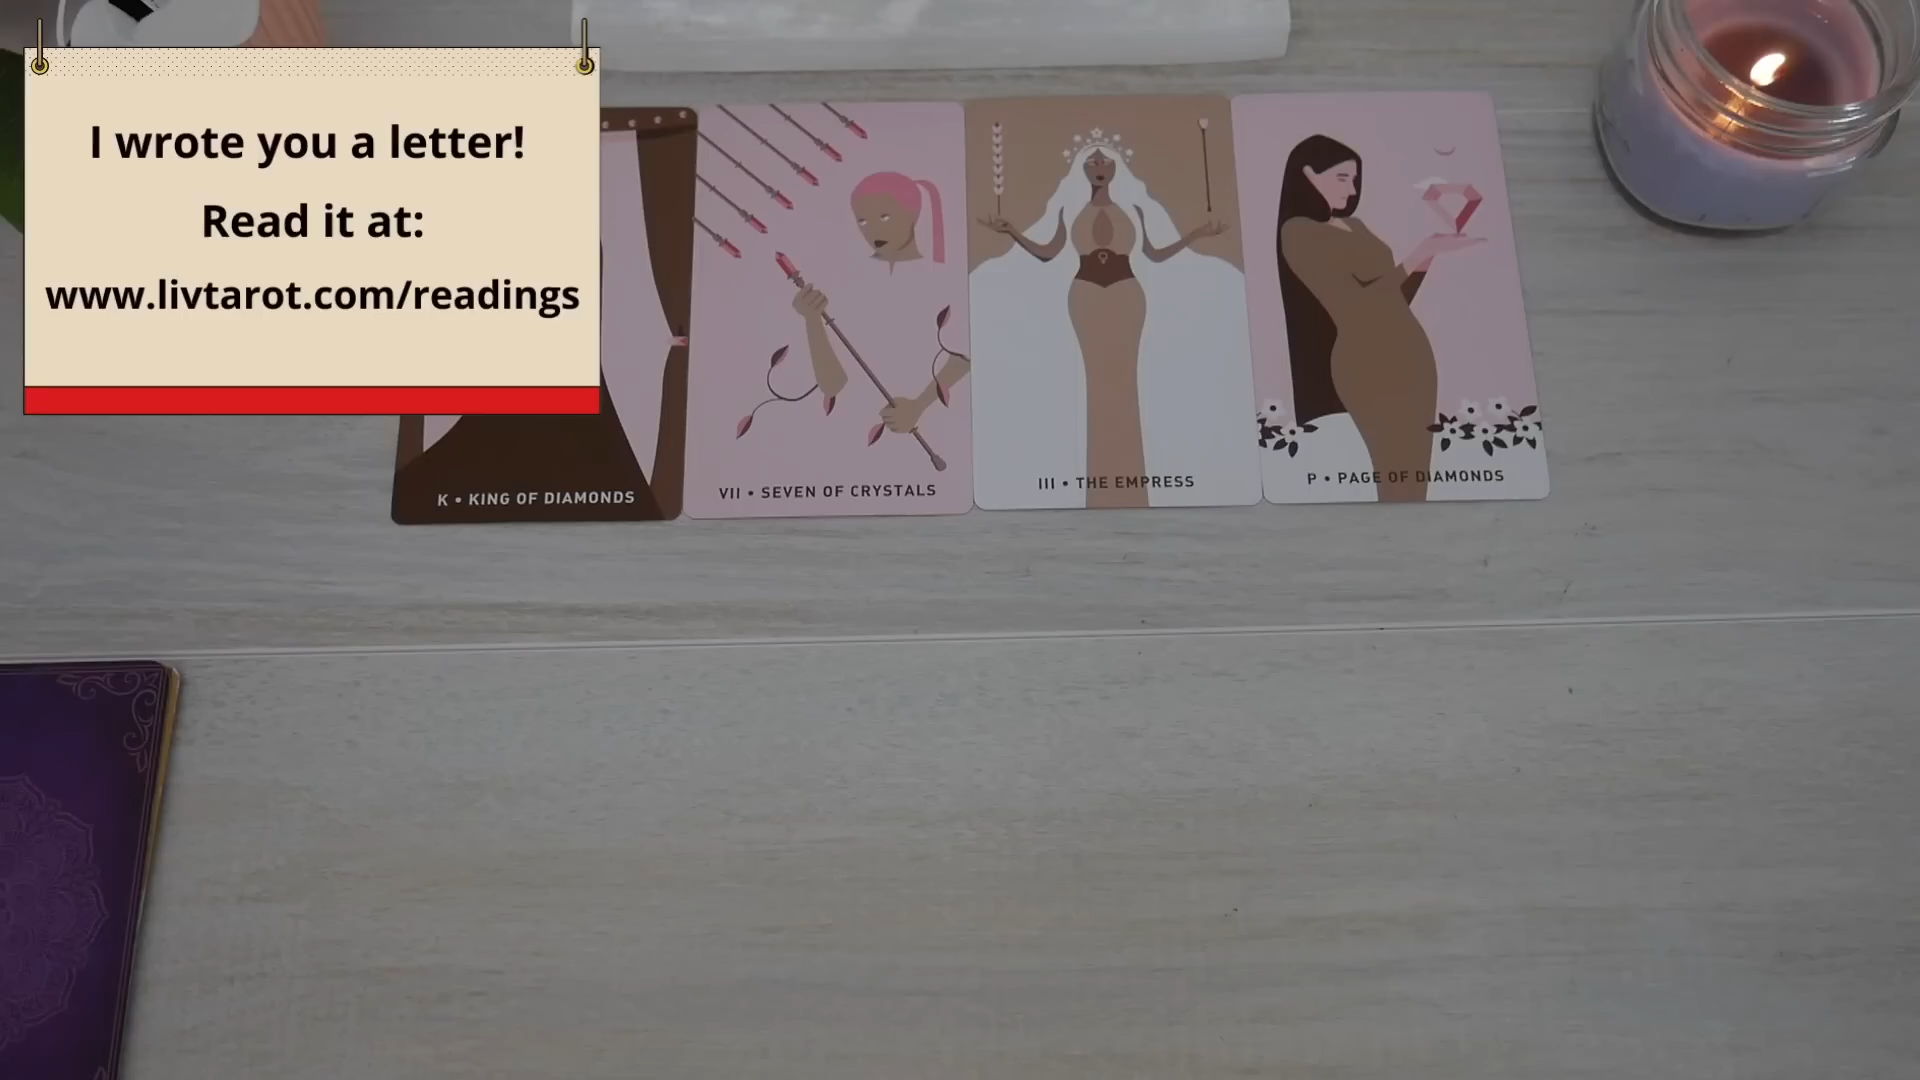 I wrote you a letter!
Read it at:
www.livtarot.com/readings
K • KING OF DIAMONDS
VII • SEVEN OF CRYSTALS
III • THE EMPRESS
P • PAGE OF DIAMONDS